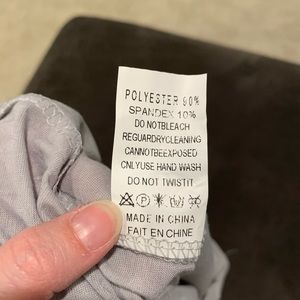 POLYESTER 90%
SPANDEX 10%
DO NOTBLEACH
REGUARDRYCLEANING
CANNOTBEEXPOSED
CNLYUSE HAND WASH
DO NOT TWISTIT
MADE IN CHINA
FAIT EN CHINE